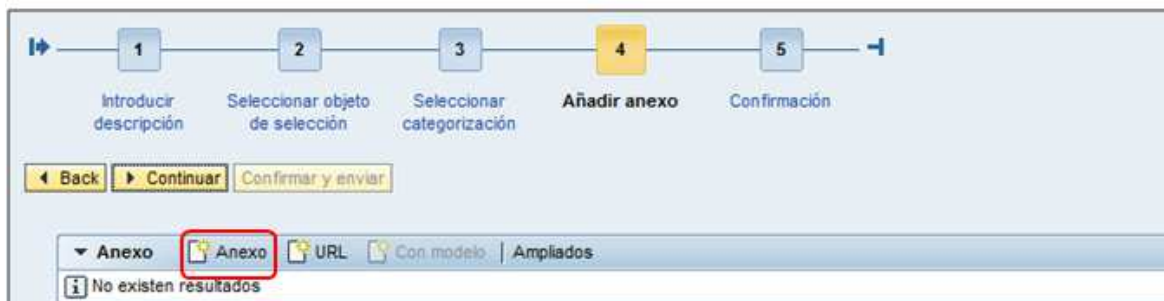 1 2 3 4 5
Introducir Seleccionar objeto Seleccionar Añadir anexo Confirmación
descripción de selección categorización
Back Continuar Confirmar y enviar
Anexo Anexo URL Con modelo Ampliados
No existen resultados